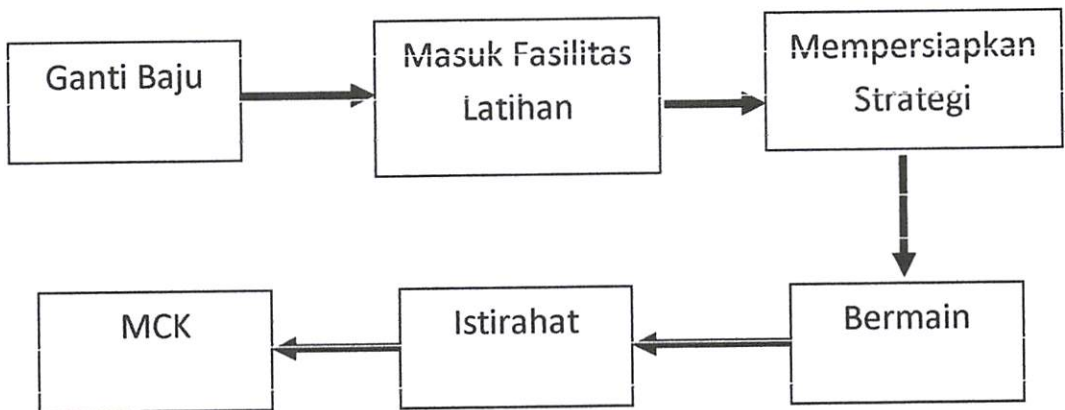 Ganti Baju
Masuk Fasilitas
Latihan
Mempersiapkan
Strategi
Bermain
Istirahat
MCK